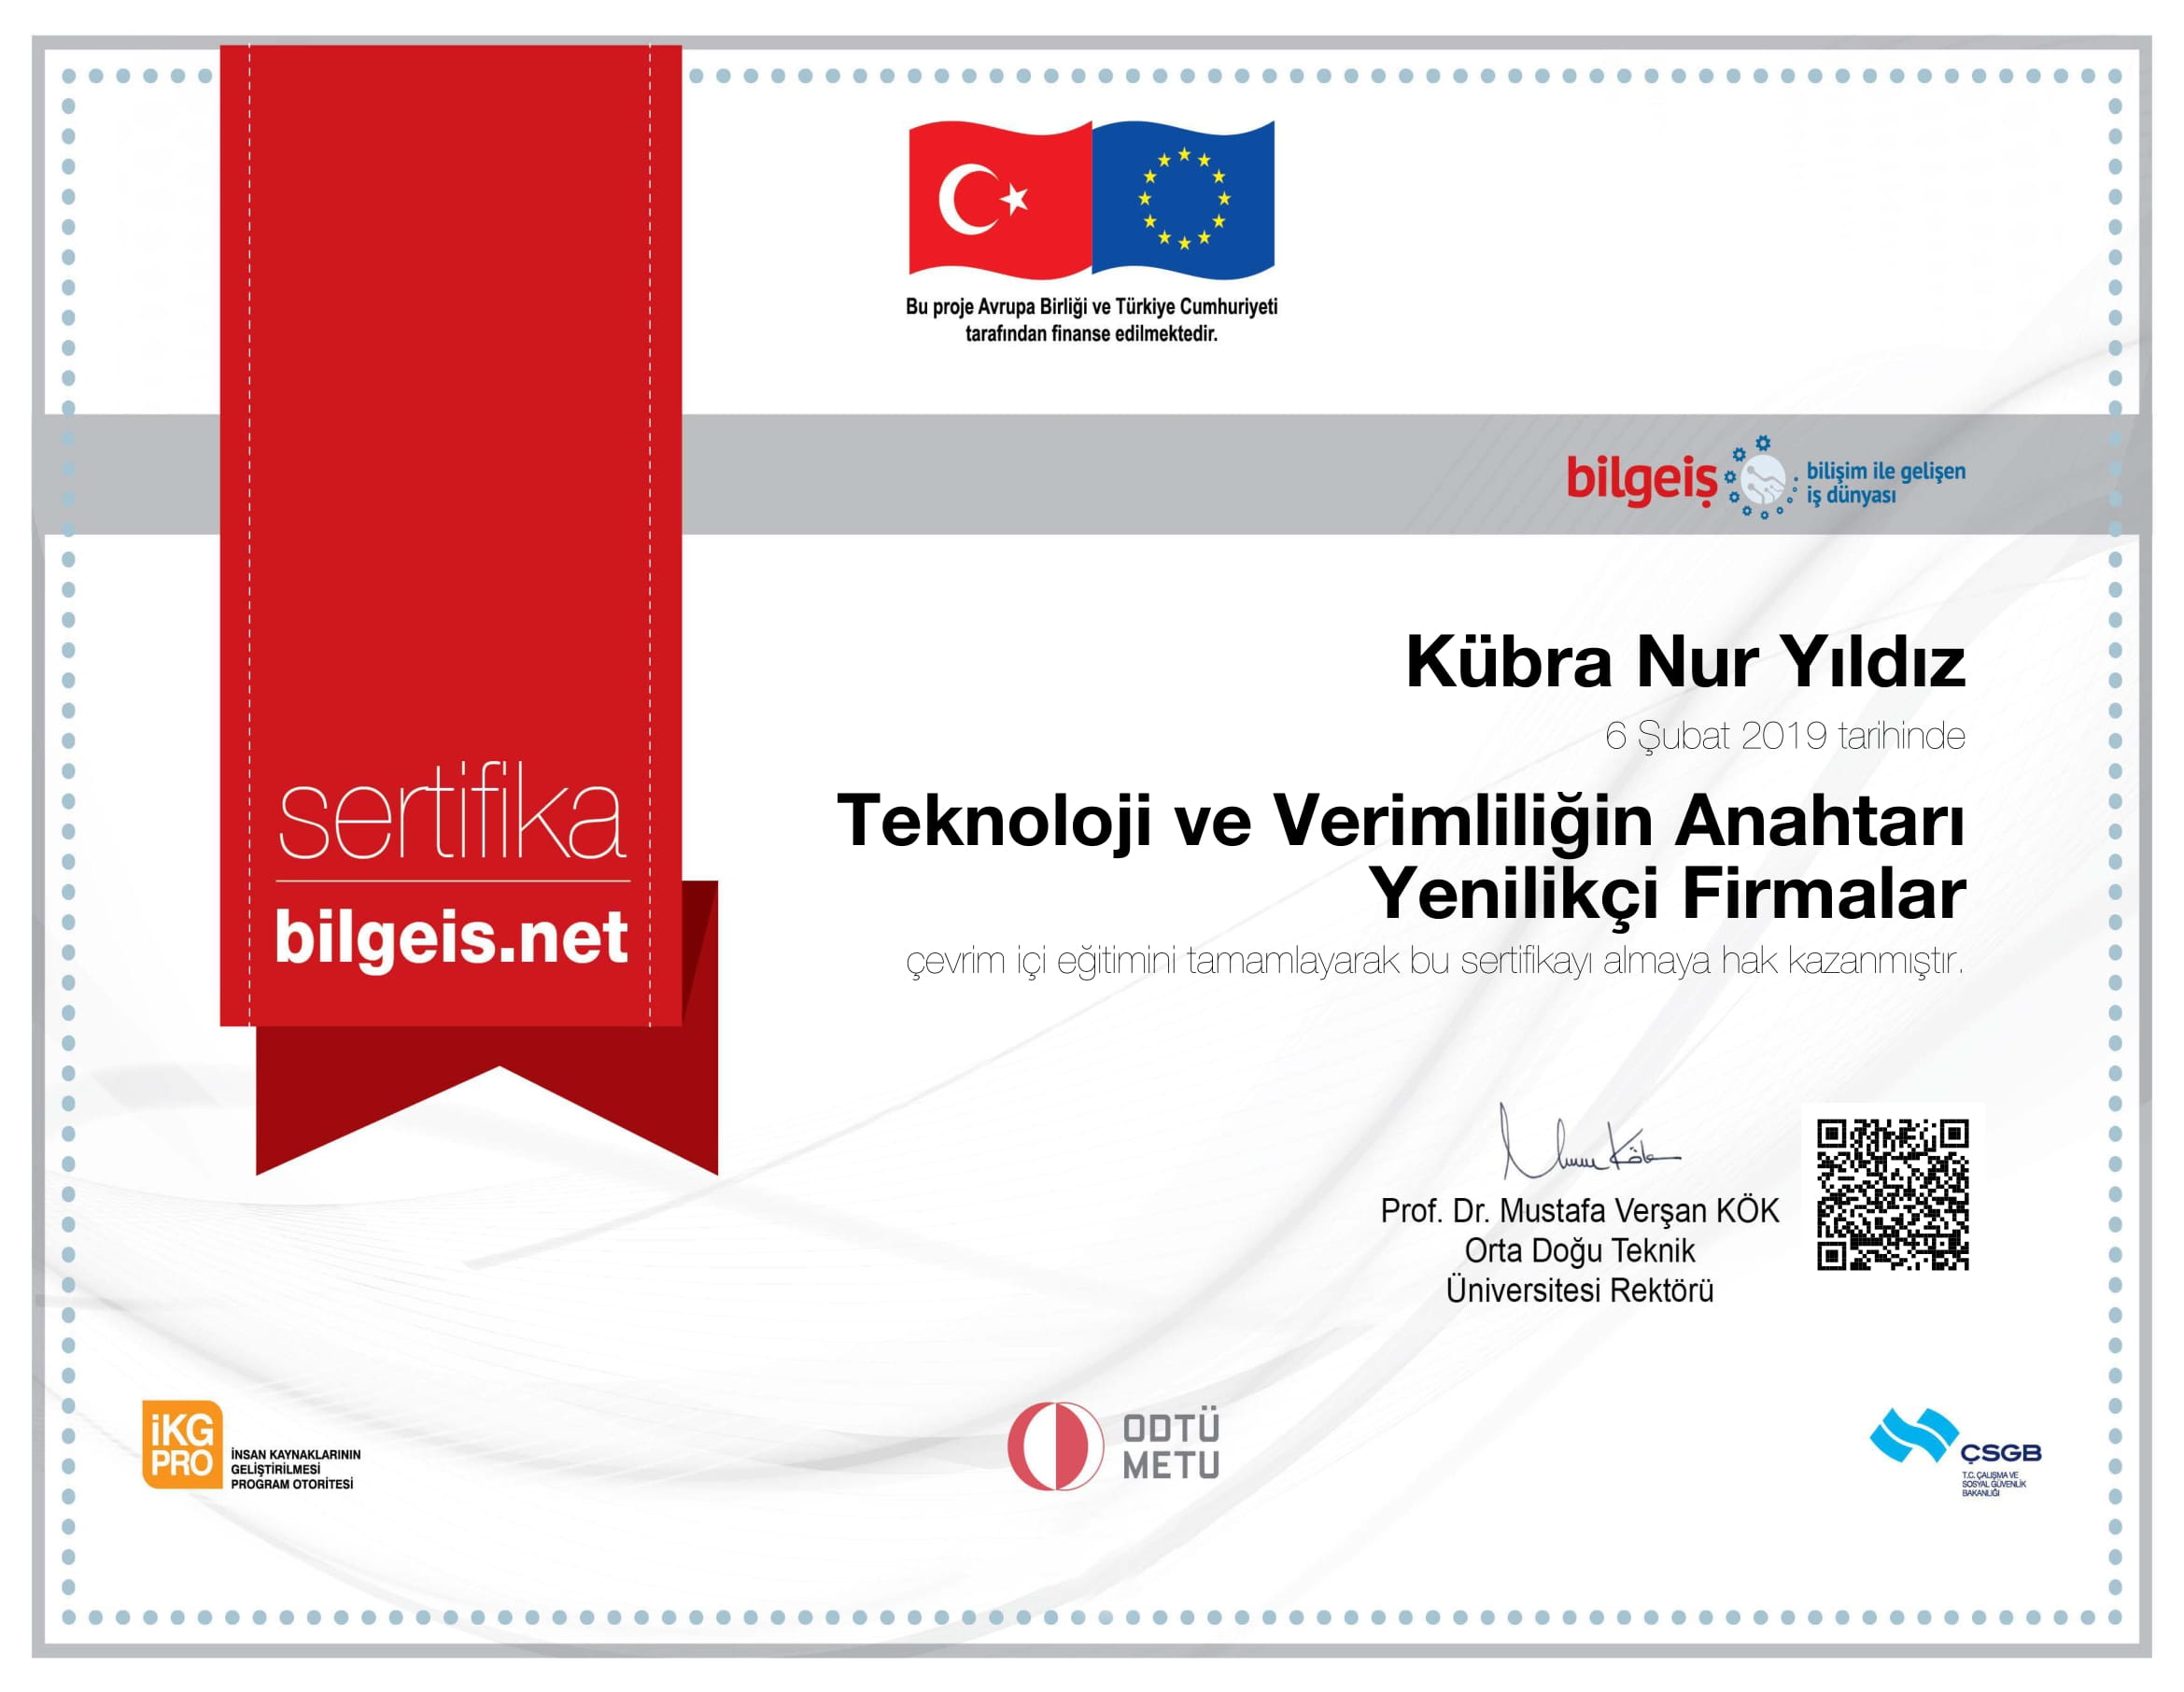 Bu proje Avrupa Birliği ve Türkiye Cumhuriyeti
tarafından finanse edilmektedir.
bilgeiş
bilişim ile gelişen
iş dünyası
Kübra Nur Yıldız
6 Şubat 2019 tarihinde
Teknoloji ve Verimliliğin Anahtarı
Yenilikçi Firmalar
çevrim içi eğitimini tamamlayarak bu sertifikayı almaya hak kazanmıştır.
sertifika
bilgeis.net
Prof. Dr. Mustafa Verşan KÖK
Orta Doğu Teknik
Üniversitesi Rektörü
iKG
PRO
İNSAN KAYNAKLARININ
GELİŞTİRİLMESİ
PROGRAM OTORİTESİ
ODTÜ
METU
ÇSGB
T.C. ÇALIŞMA VE
SOSYAL GÜVENLİK
BAKANLIĞI